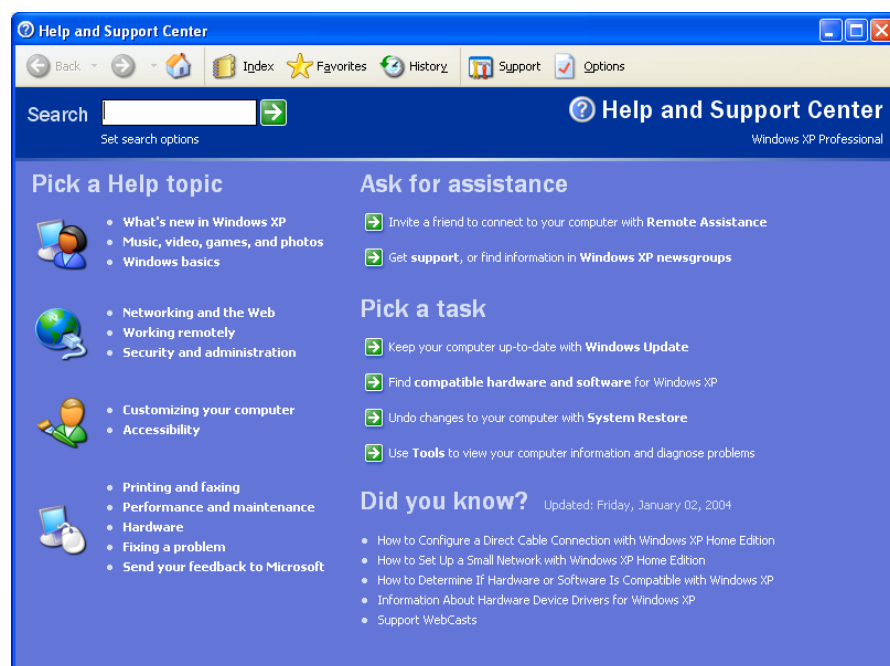 Help and Support Center
Back
Index
Favorites
History
Support
Options
Search
Set search options
Help and Support Center
Windows XP Professional
Pick a Help topic
What's new in Windows XP
Music, video, games, and photos
Windows basics
Networking and the Web
Working remotely
Security and administration
Customizing your computer
Accessibility
Printing and faxing
Performance and maintenance
Hardware
Fixing a problem
Send your feedback to Microsoft
Ask for assistance
Invite a friend to connect to your computer with Remote Assistance
Get support, or find information in Windows XP newsgroups
Pick a task
Keep your computer up-to-date with Windows Update
Find compatible hardware and software for Windows XP
Undo changes to your computer with System Restore
Use Tools to view your computer information and diagnose problems
Did you know? Updated: Friday, January 02, 2004
How to Configure a Direct Cable Connection with Windows XP Home Edition
How to Set Up a Small Network with Windows XP Home Edition
How to Determine If Hardware or Software Is Compatible with Windows XP
Information About Hardware Device Drivers for Windows XP
Support WebCasts